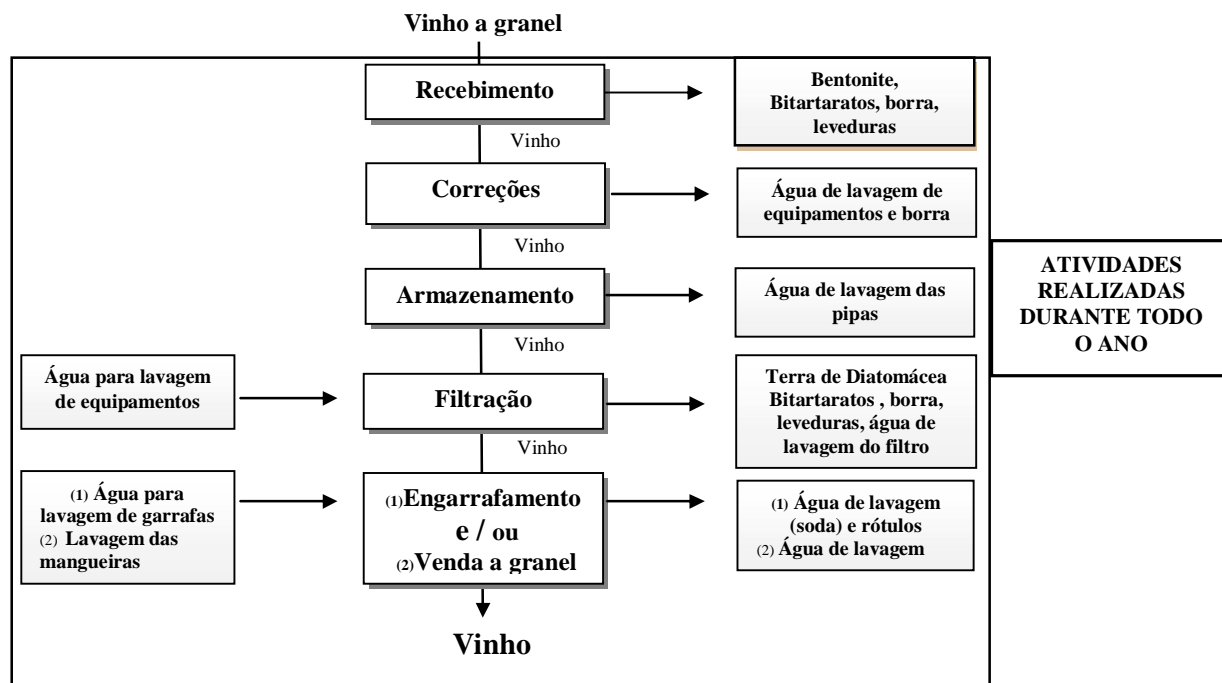 Vinho a granel
Recebimento
Bentonite,
Bitartaratos, borra,
leveduras
Vinho
Correções
Água de lavagem de
equipamentos e borra
Vinho
Armazenamento
Água de lavagem das
pipas
ATIVIDADES
REALIZADAS
DURANTE TODO
O ANO
Vinho
Água para lavagem
de equipamentos
Filtração
Terra de Diatomácea
Bitartaratos , borra,
leveduras, água de
lavagem do filtro
Vinho
(1) Água para
lavagem de garrafas
(2) Lavagem das
mangueiras
(1)Engarrafamento
e / ou
(2)Venda a granel
(1) Água de lavagem
(soda) e rótulos
(2) Água de lavagem
Vinho